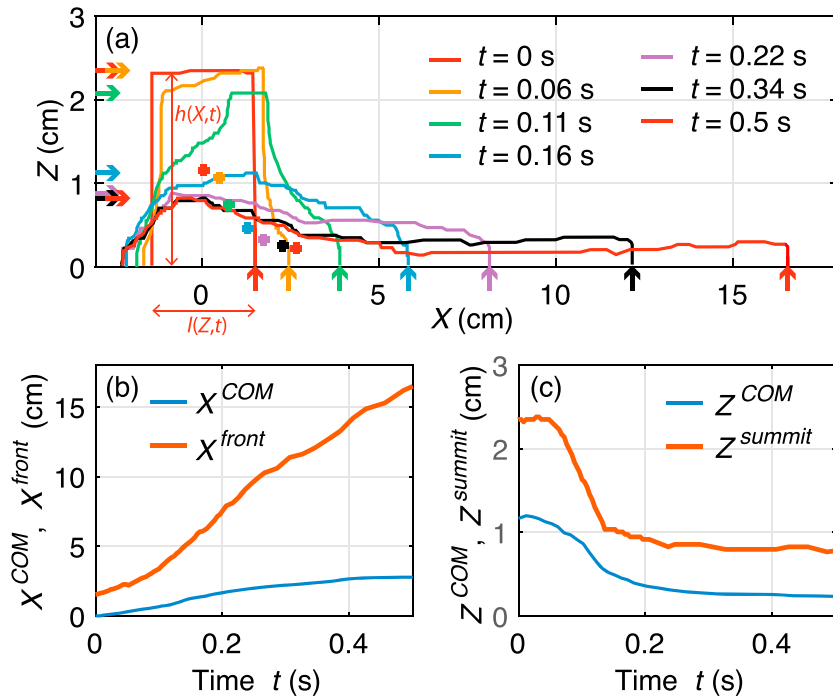 (a)
3
2
1
0
Z (cm)
h(X,t)
l(Z,t)
t = 0 s
t = 0.06 s
t = 0.11 s
t = 0.16 s
t = 0.22 s
t = 0.34 s
t = 0.5 s
0 5 10 15
X (cm)
(b)
X^COM
X^front
15
10
5
0
X^COM , X^front (cm)
0 0.2 0.4
Time t (s)
(c)
Z^COM
Z^summit
3
2
1
0
Z^COM , Z^summit (cm)
0 0.2 0.4
Time t (s)